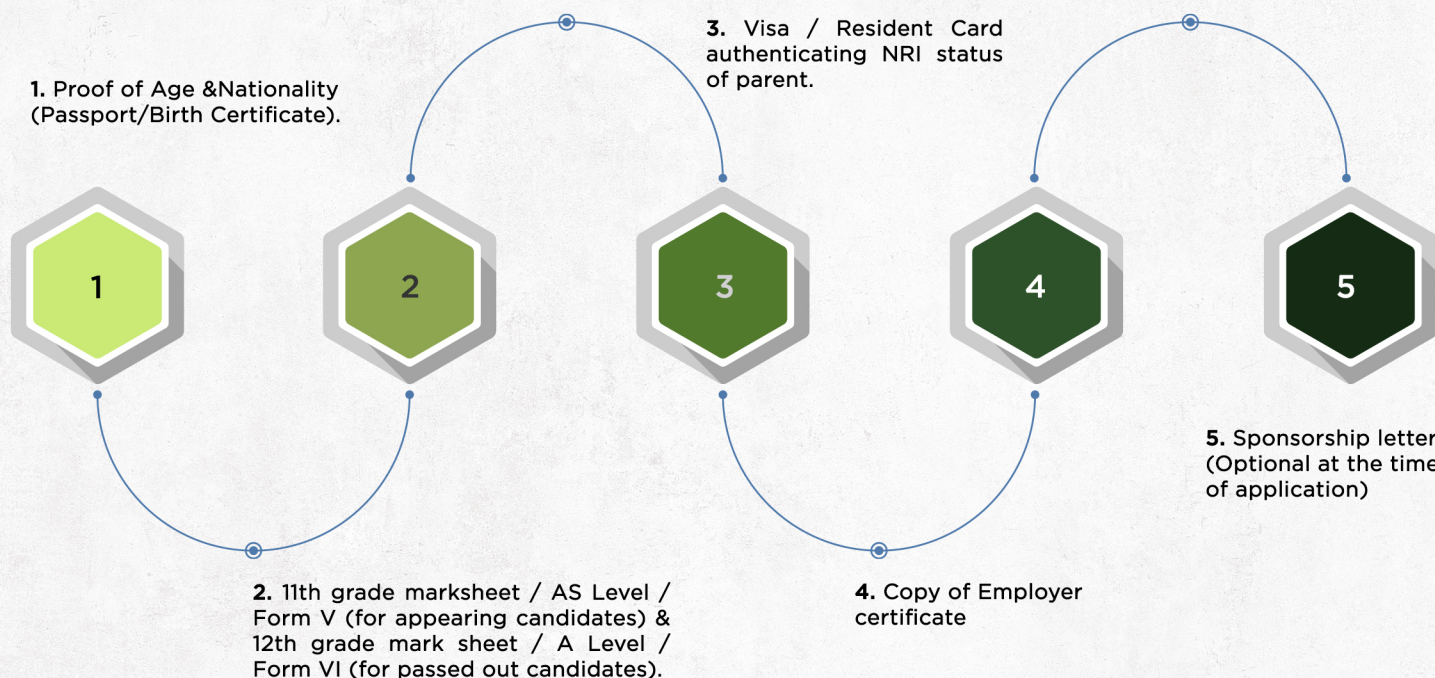 1. Proof of Age &Nationality
(Passport/Birth Certificate).
3. Visa / Resident Card
authenticating NRI status
of parent.
1
2
3
4
5
5. Sponsorship letter
(Optional at the time
of application)
2. 11th grade marksheet / AS Level /
Form V (for appearing candidates) &
12th grade mark sheet / A Level /
Form VI (for passed out candidates).
4. Copy of Employer
certificate